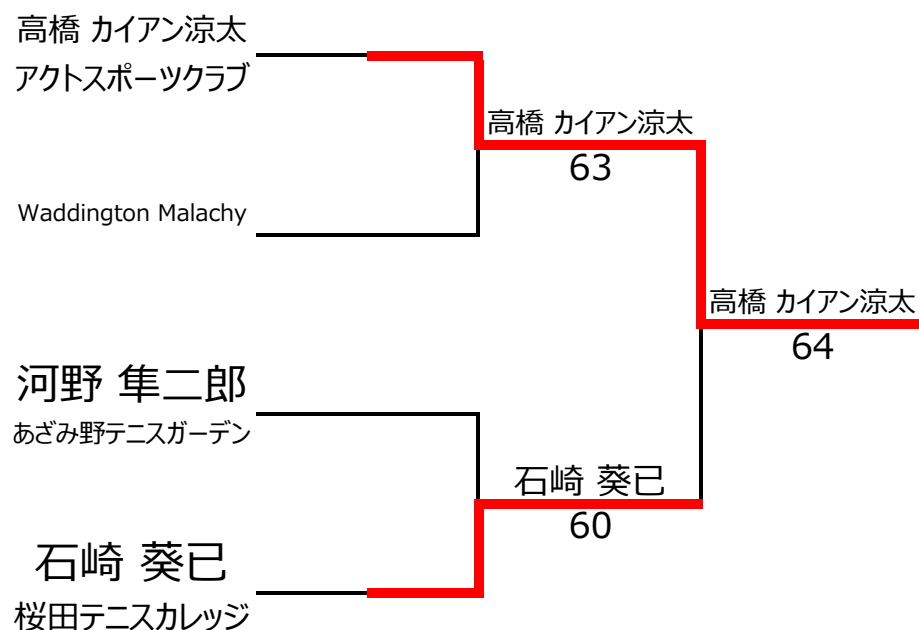 高橋 カイアン涼太
アクトスポーツクラブ
高橋 カイアン涼太
63
Waddington Malachy
高橋 カイアン涼太
64
河野 隼二郎
あざみ野テニスガーデン
石崎 葵已
60
石崎 葵已
桜田テニスカレッジ